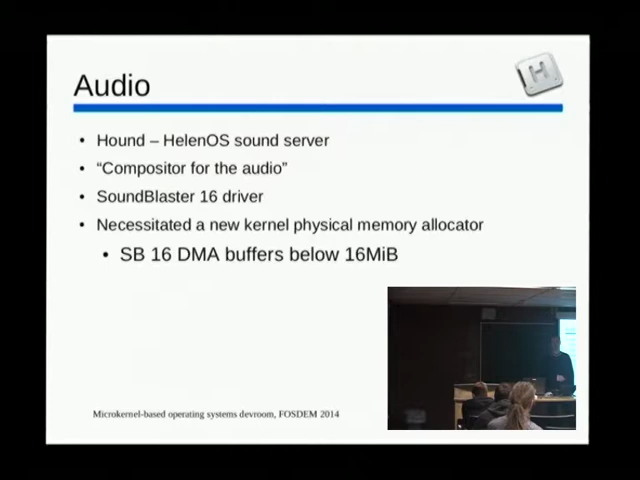 Audio
H
• Hound – HelenOS sound server
• “Compositor for the audio”
• SoundBlaster 16 driver
• Necessitated a new kernel physical memory allocator
• SB 16 DMA buffers below 16MiB
Microkernel-based operating systems devroom, FOSDEM 2014